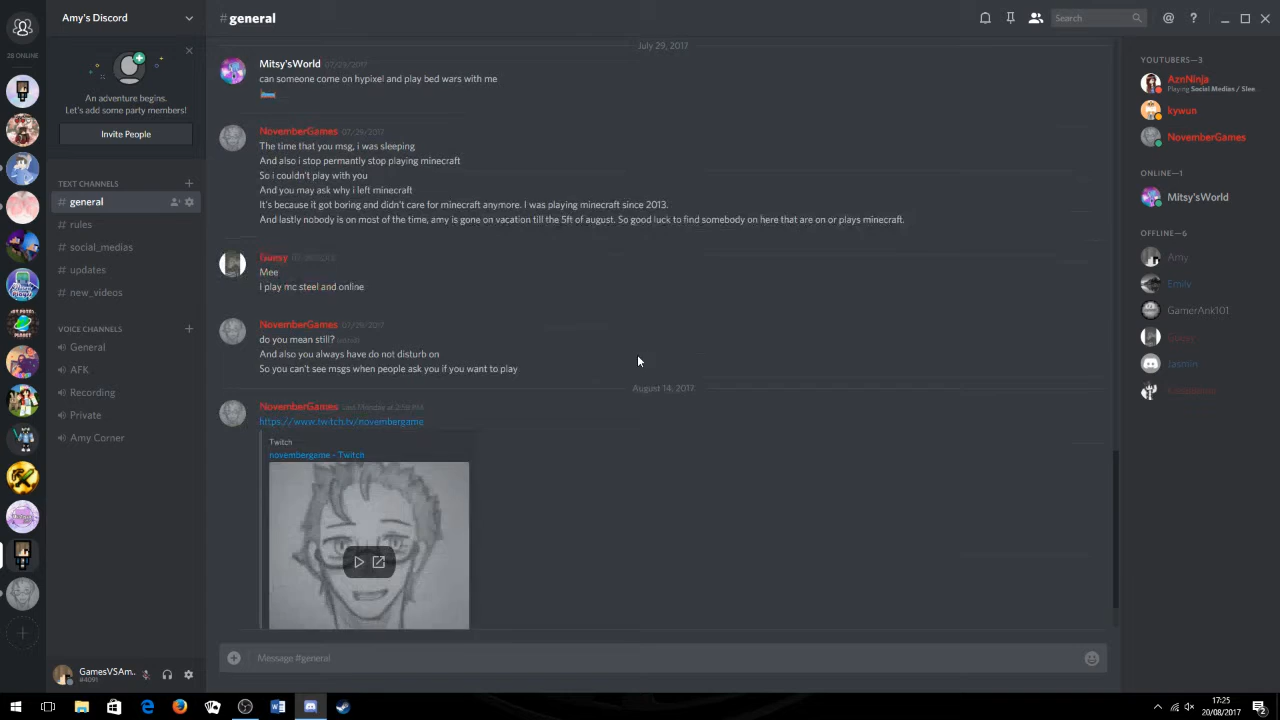 Amy's Discord
#general
Search
28 ONLINE
An adventure begins.
Let's add some party members!
Invite People
TEXT CHANNELS
# general
# rules
# social_medias
# updates
# new_videos
VOICE CHANNELS
General
AFK
Recording
Private
Amy Corner
GamesVSAm..
#4091
July 29, 2017
Mitsy'sWorld 07/29/2017
can someone come on hypixel and play bed wars with me
NovemberGames 07/29/2017
The time that you msg, i was sleeping
And also i stop permantly stop playing minecraft
So i couldn't play with you
And you may ask why i left minecraft
It's because it got boring and didn't care for minecraft anymore. I was playing minecraft since 2013.
And lastly nobody is on most of the time, amy is gone on vacation till the 5ft of august. So good luck to find somebody on here that are on or plays minecraft.
Mee
I play mc steel and online
NovemberGames 07/29/2017
do you mean still? (edited)
And also you always have do not disturb on
So you can't see msgs when people ask you if you want to play
August 14, 2017
NovemberGames Last Monday at
https://www.twitch.tv/novembergame
Twitch
novembergame - Twitch
Message #general
YOUTUBERS—3
AznNinja
Playing Social Medias / Slee...
kywun
NovemberGames
ONLINE—1
Mitsy'sWorld
OFFLINE—6
Amy
Emily
GamerAnk101
Jasmin
17:25
20/08/2017